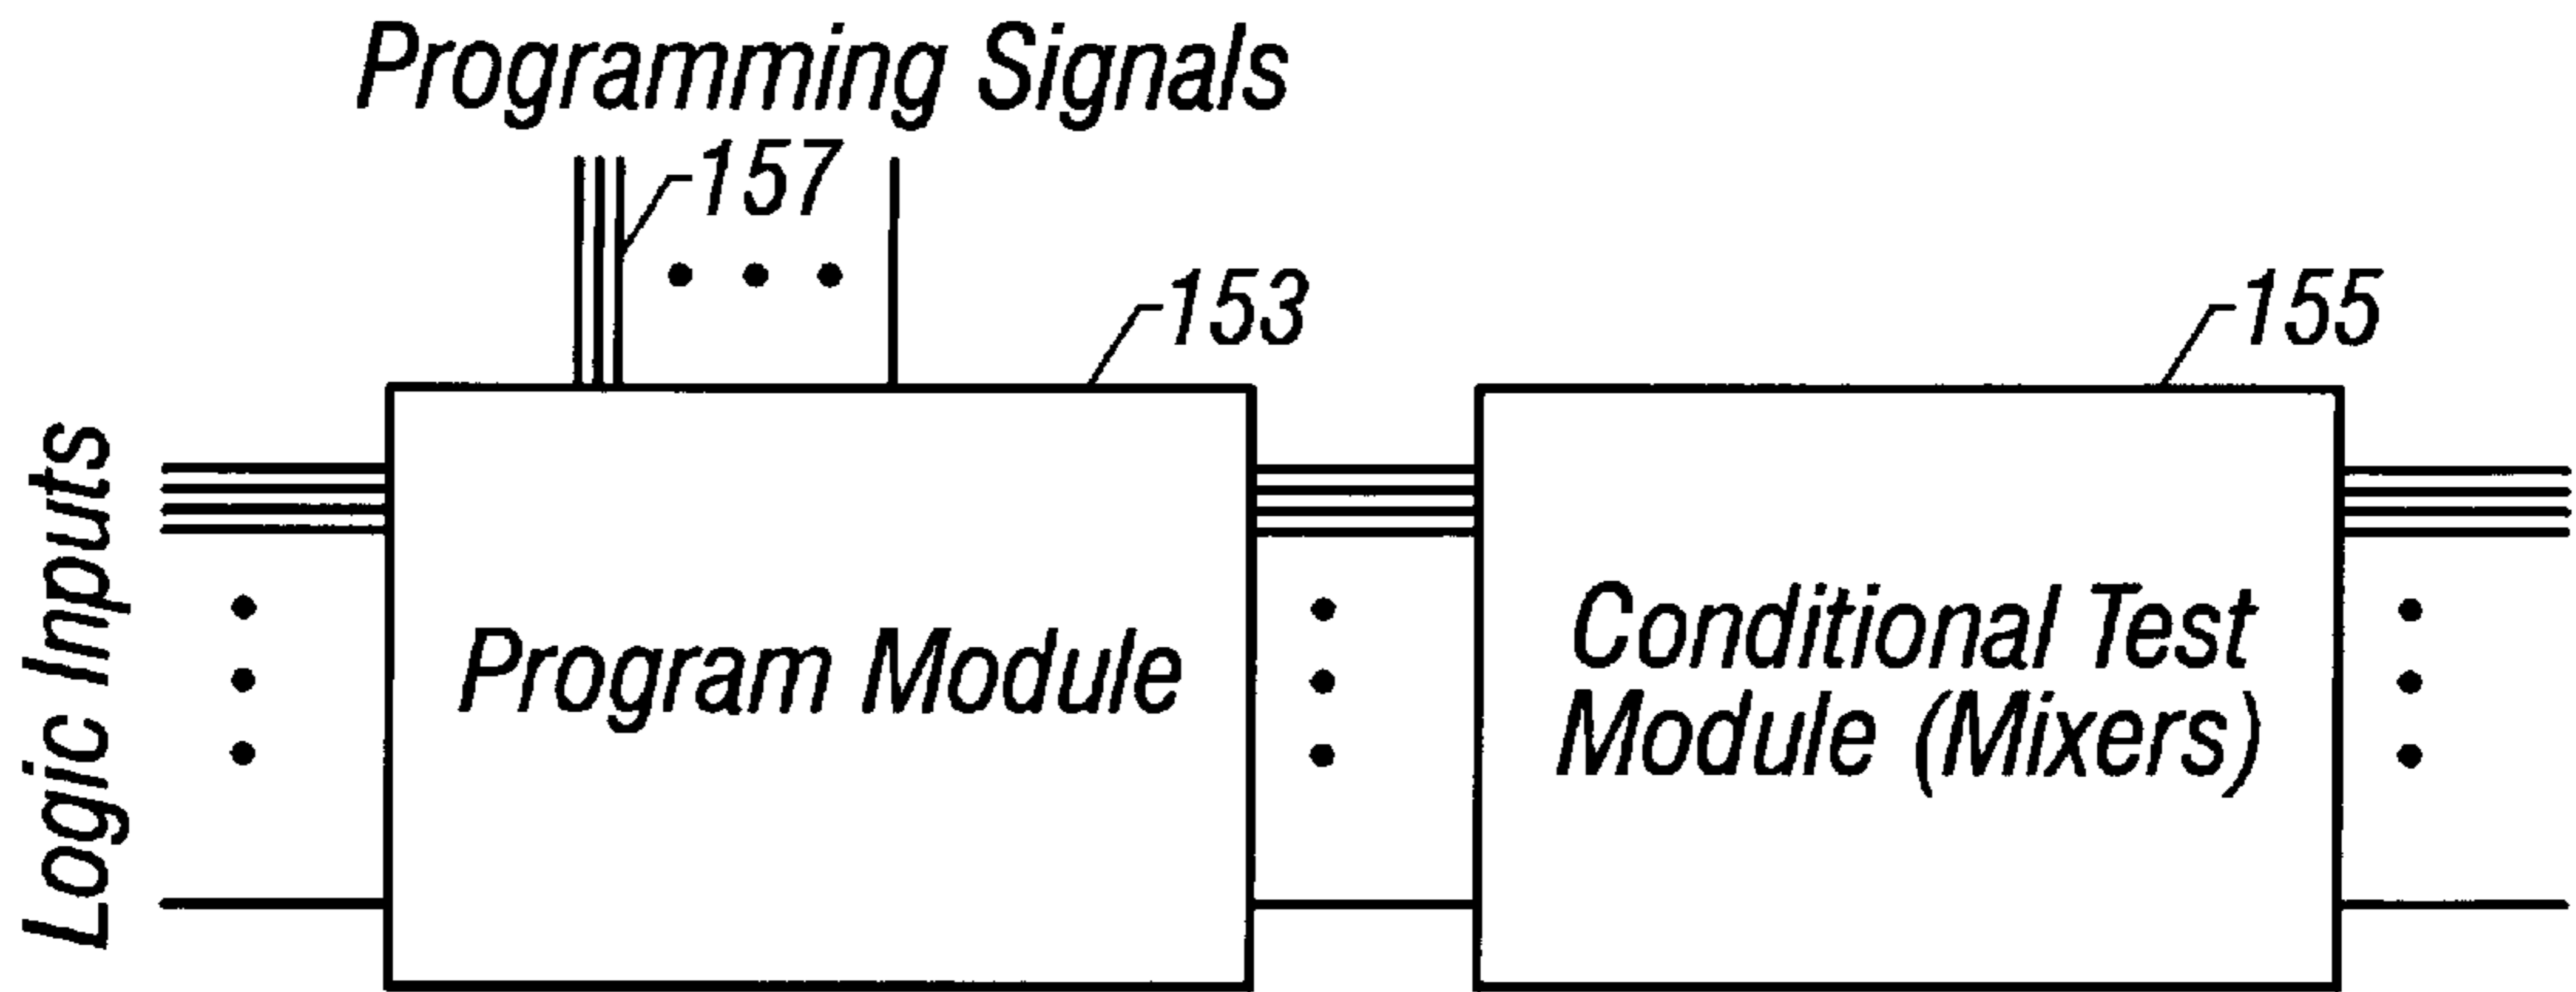 Programming Signals
157
153
155
Logic Inputs
Program Module
Conditional Test
Module (Mixers)